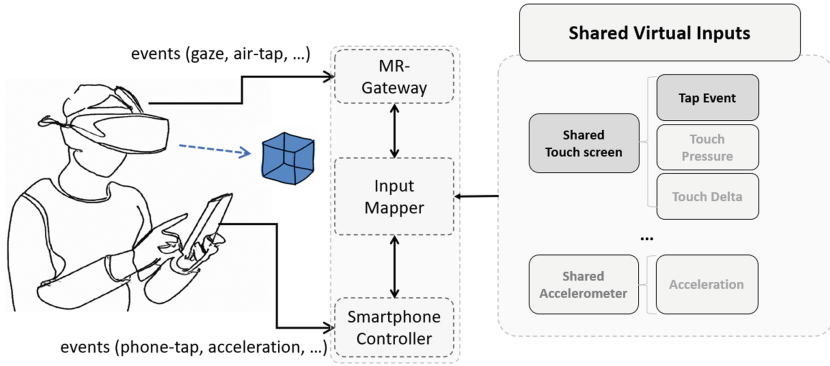 events (gaze, air-tap, ...)
MR-
Gateway
Input
Mapper
Smartphone
Controller
events (phone-tap, acceleration, ...)
Shared Virtual Inputs
Shared
Touch screen
Tap Event
Touch
Pressure
Touch Delta
...
Shared
Accelerometer
Acceleration